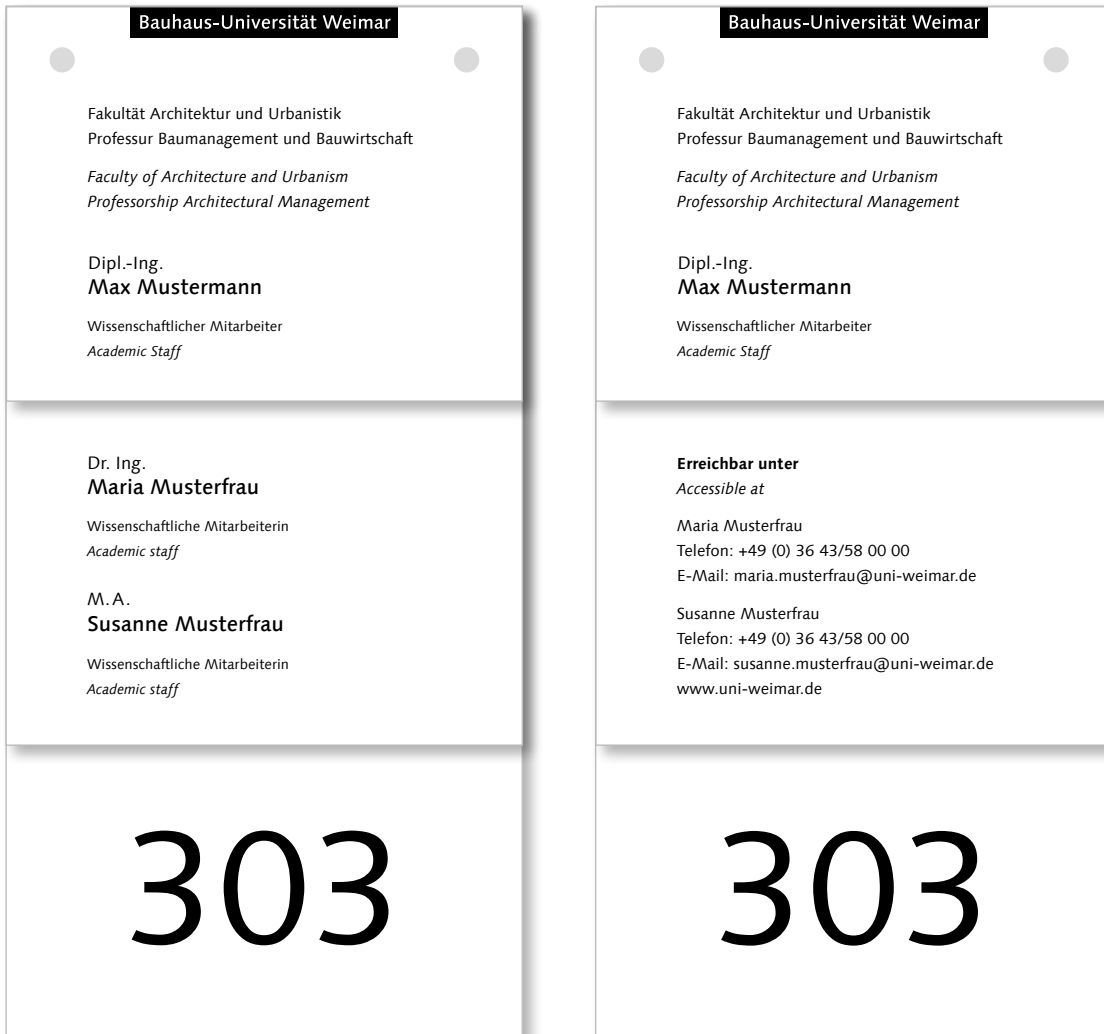 Bauhaus-Universität Weimar
Fakultät Architektur und Urbanistik
Professur Baumanagement und Bauwirtschaft
Faculty of Architecture and Urbanism
Professorship Architectural Management
Dipl.-Ing.
Max Mustermann
Wissenschaftlicher Mitarbeiter
Academic Staff
Dr. Ing.
Maria Musterfrau
Wissenschaftliche Mitarbeiterin
Academic staff
M.A.
Susanne Musterfrau
Wissenschaftliche Mitarbeiterin
Academic staff
303
Bauhaus-Universität Weimar
Fakultät Architektur und Urbanistik
Professur Baumanagement und Bauwirtschaft
Faculty of Architecture and Urbanism
Professorship Architectural Management
Dipl.-Ing.
Max Mustermann
Wissenschaftlicher Mitarbeiter
Academic Staff
Erreichbar unter
Accessible at
Maria Musterfrau
Telefon: +49 (0) 36 43/58 00 00
E-Mail: maria.musterfrau@uni-weimar.de
Susanne Musterfrau
Telefon: +49 (0) 36 43/58 00 00
E-Mail: susanne.musterfrau@uni-weimar.de
www.uni-weimar.de
303